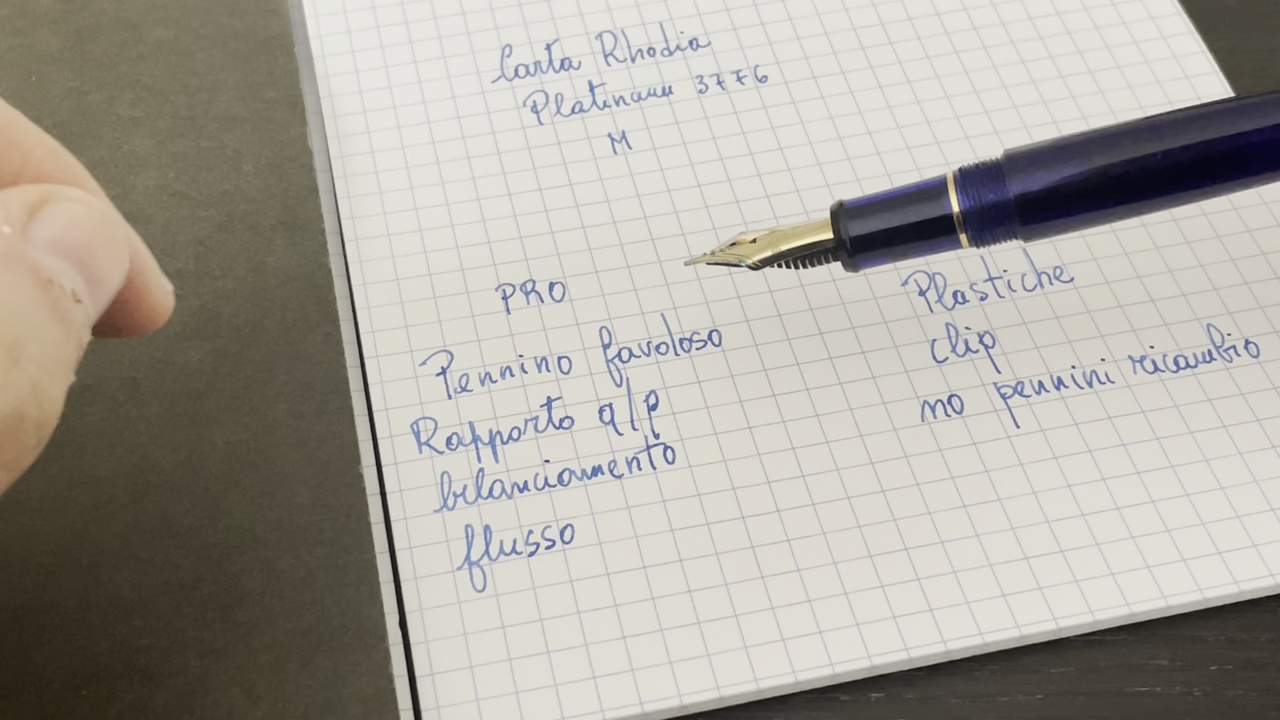 Carta Rhodia
Platinum 3776
M
PRO
Pennino favoloso
Rapporto q/p
bilanciamento
flusso
Plastiche
clip
no pennini ricambio